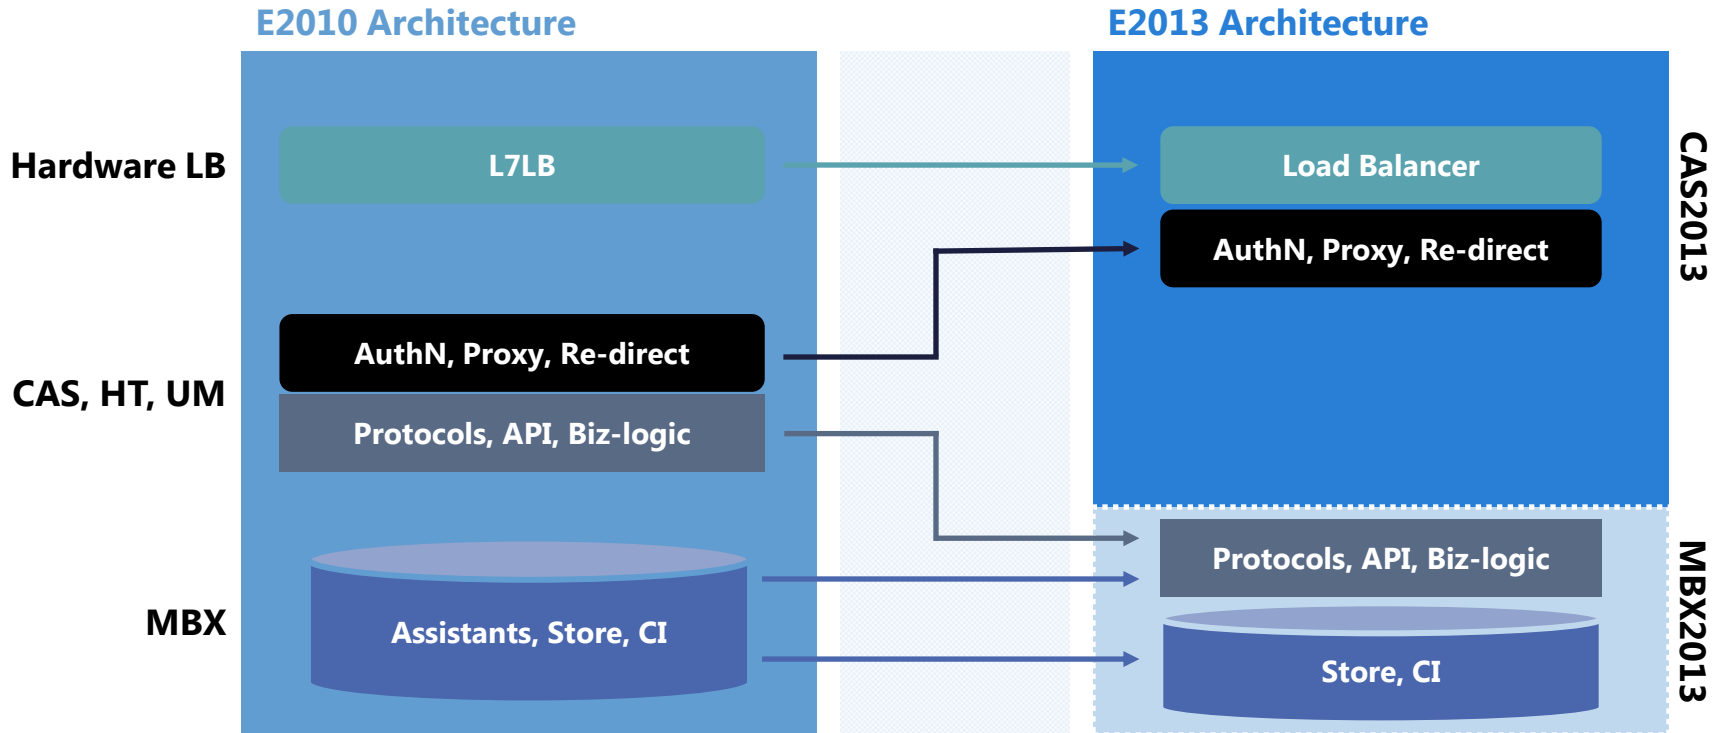 E2010 Architecture
E2013 Architecture
Hardware LB
L7LB
Load Balancer
CAS2013
AuthN, Proxy, Re-direct
CAS, HT, UM
AuthN, Proxy, Re-direct
Protocols, API, Biz-logic
Protocols, API, Biz-logic
MBX
Assistants, Store, CI
Store, CI
MBX2013